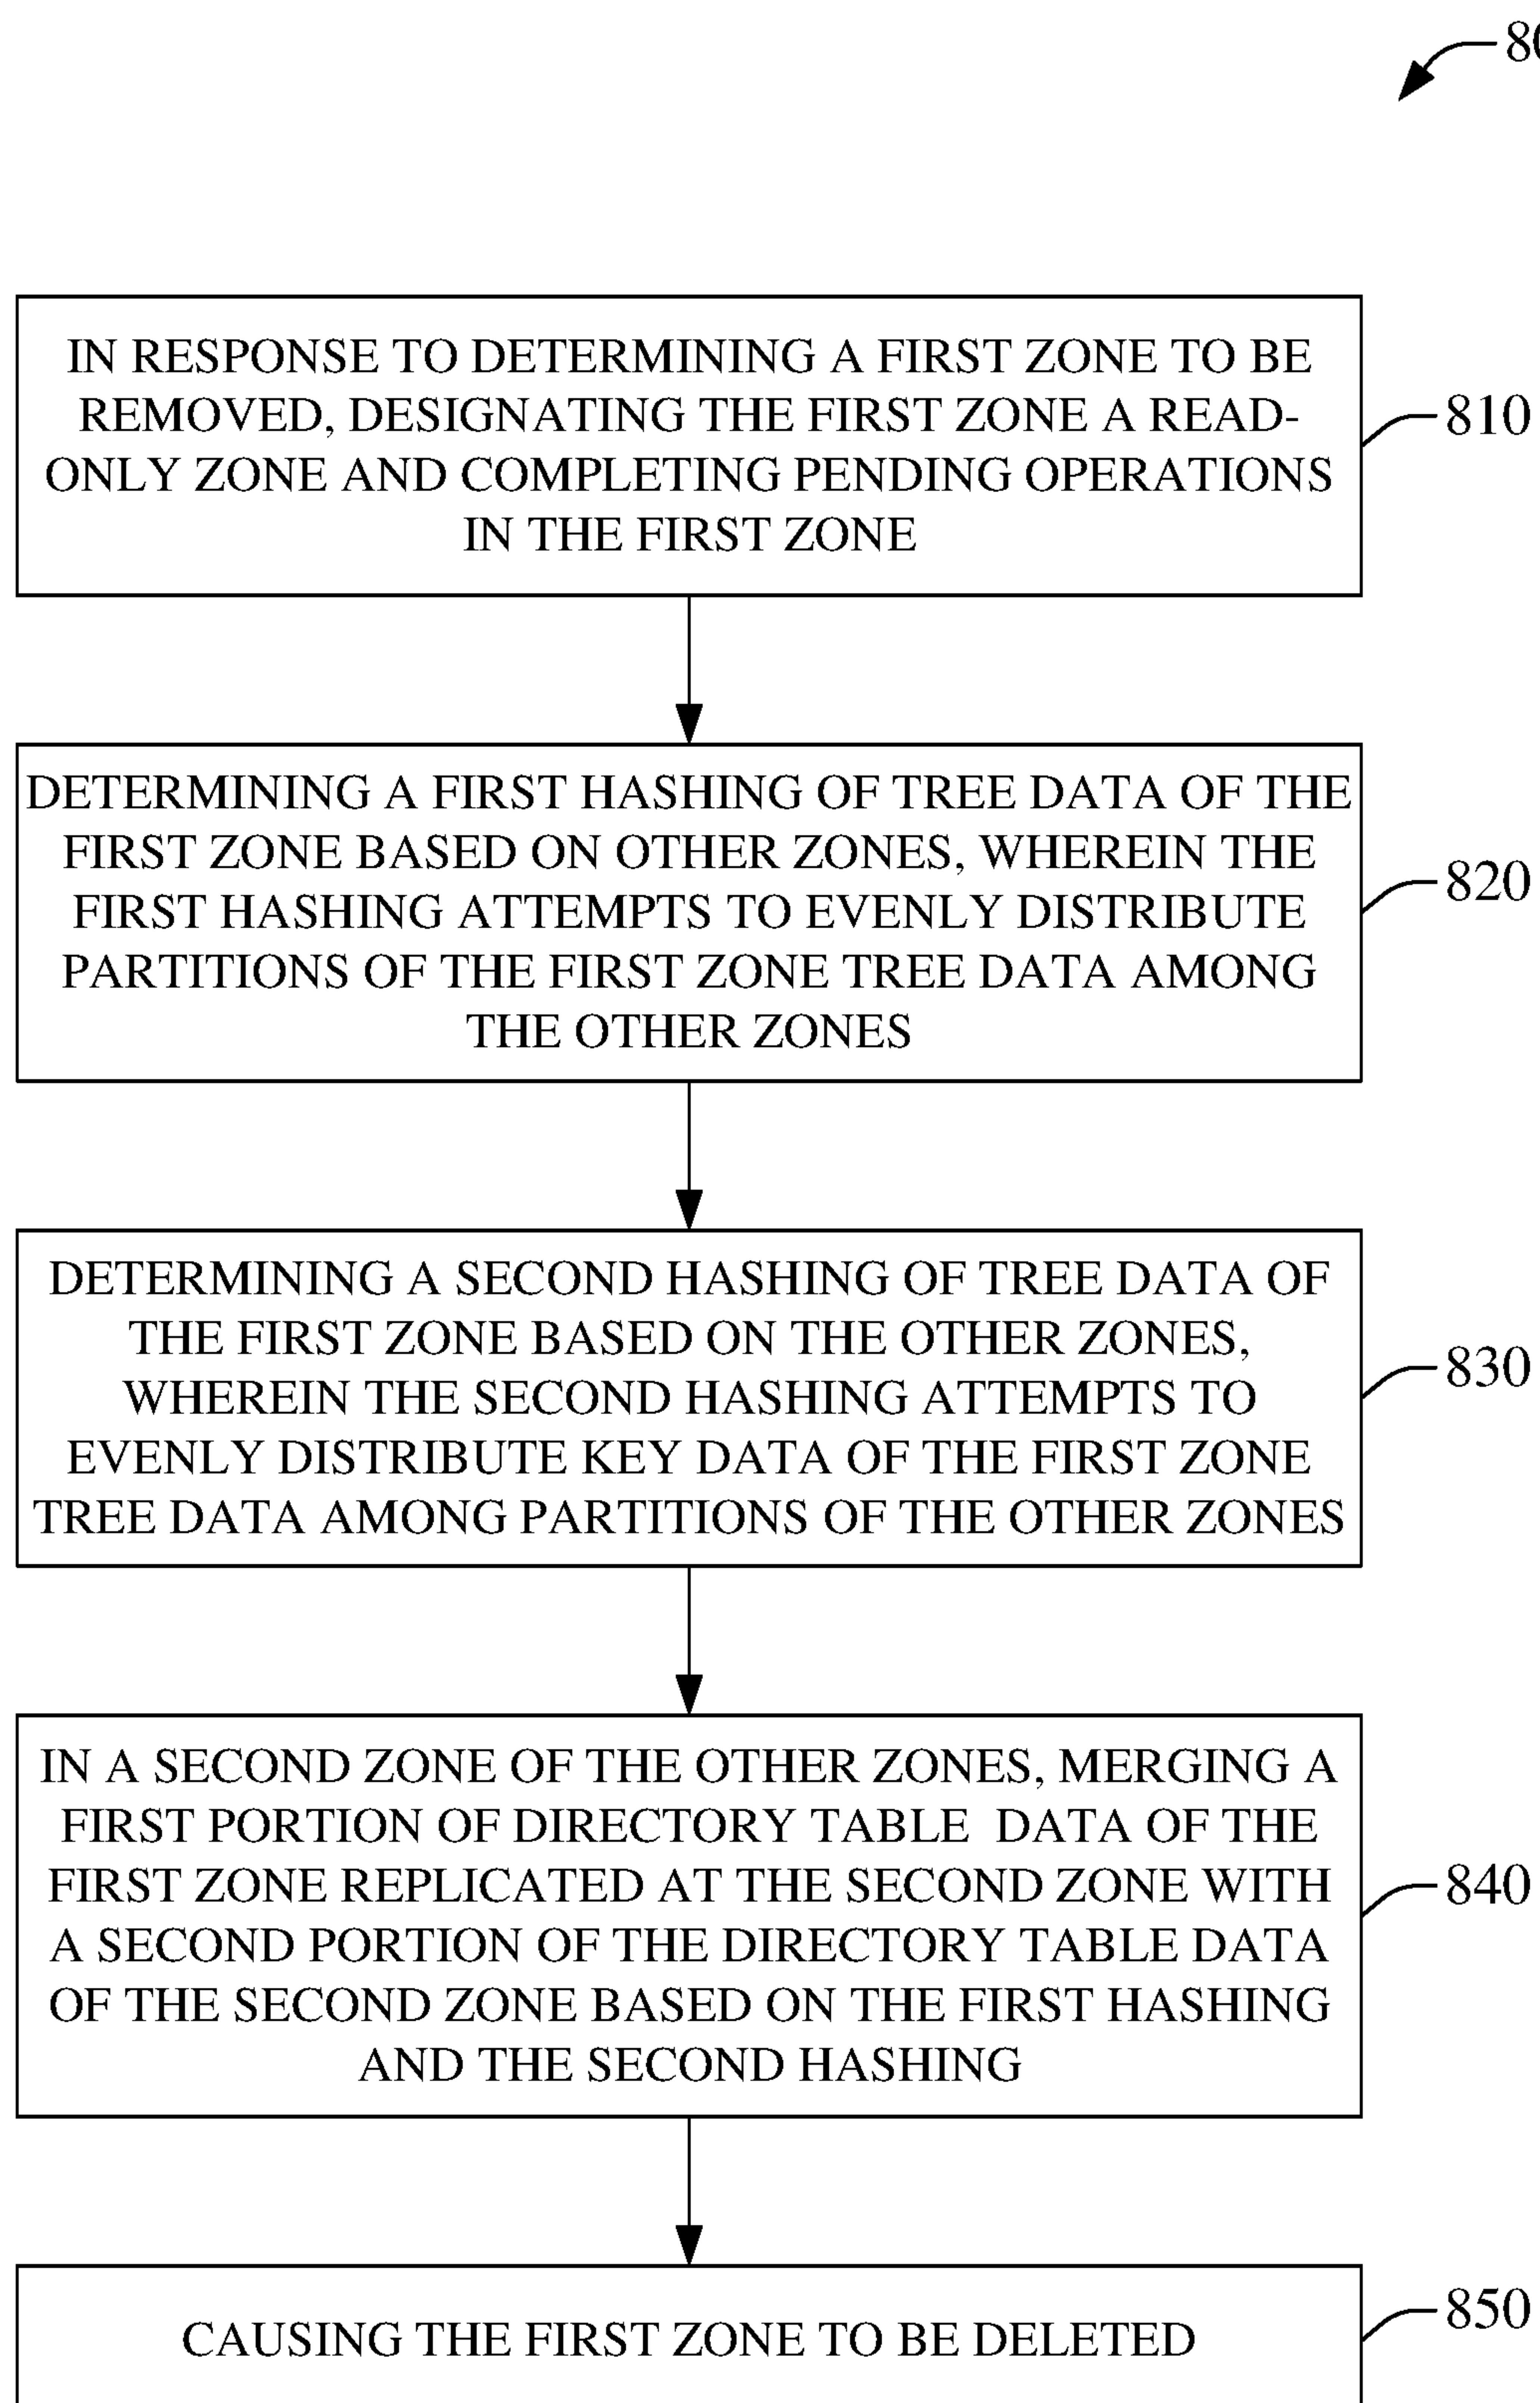 IN RESPONSE TO DETERMINING A FIRST ZONE TO BE
REMOVED, DESIGNATING THE FIRST ZONE A READ-
ONLY ZONE AND COMPLETING PENDING OPERATIONS
IN THE FIRST ZONE
810
DETERMINING A FIRST HASHING OF TREE DATA OF THE
FIRST ZONE BASED ON OTHER ZONES, WHEREIN THE
FIRST HASHING ATTEMPTS TO EVENLY DISTRIBUTE
PARTITIONS OF THE FIRST ZONE TREE DATA AMONG
THE OTHER ZONES
820
DETERMINING A SECOND HASHING OF TREE DATA OF
THE FIRST ZONE BASED ON THE OTHER ZONES,
WHEREIN THE SECOND HASHING ATTEMPTS TO
EVENLY DISTRIBUTE KEY DATA OF THE FIRST ZONE
TREE DATA AMONG PARTITIONS OF THE OTHER ZONES
830
IN A SECOND ZONE OF THE OTHER ZONES, MERGING A
FIRST PORTION OF DIRECTORY TABLE DATA OF THE
FIRST ZONE REPLICATED AT THE SECOND ZONE WITH
A SECOND PORTION OF THE DIRECTORY TABLE DATA
OF THE SECOND ZONE BASED ON THE FIRST HASHING
AND THE SECOND HASHING
840
CAUSING THE FIRST ZONE TO BE DELETED
850